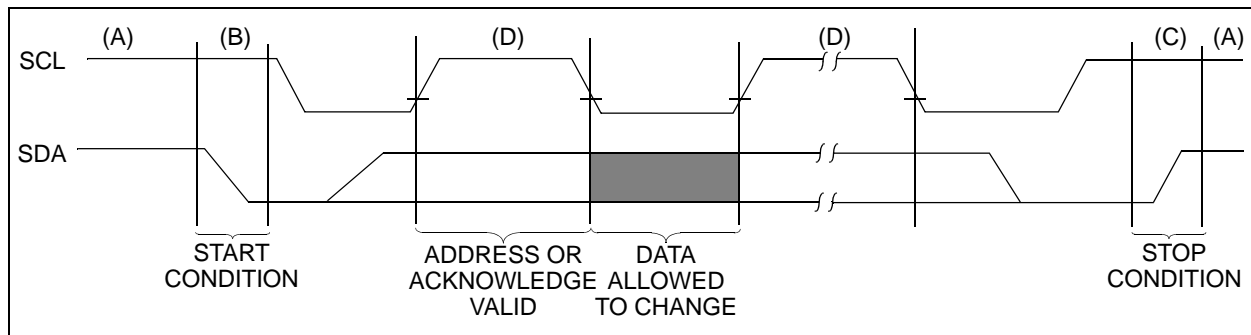 (A) (B) (D) (D) (C) (A)
SCL
SDA
START
CONDITION
ADDRESS OR
ACKNOWLEDGE
VALID
DATA
ALLOWED
TO CHANGE
STOP
CONDITION